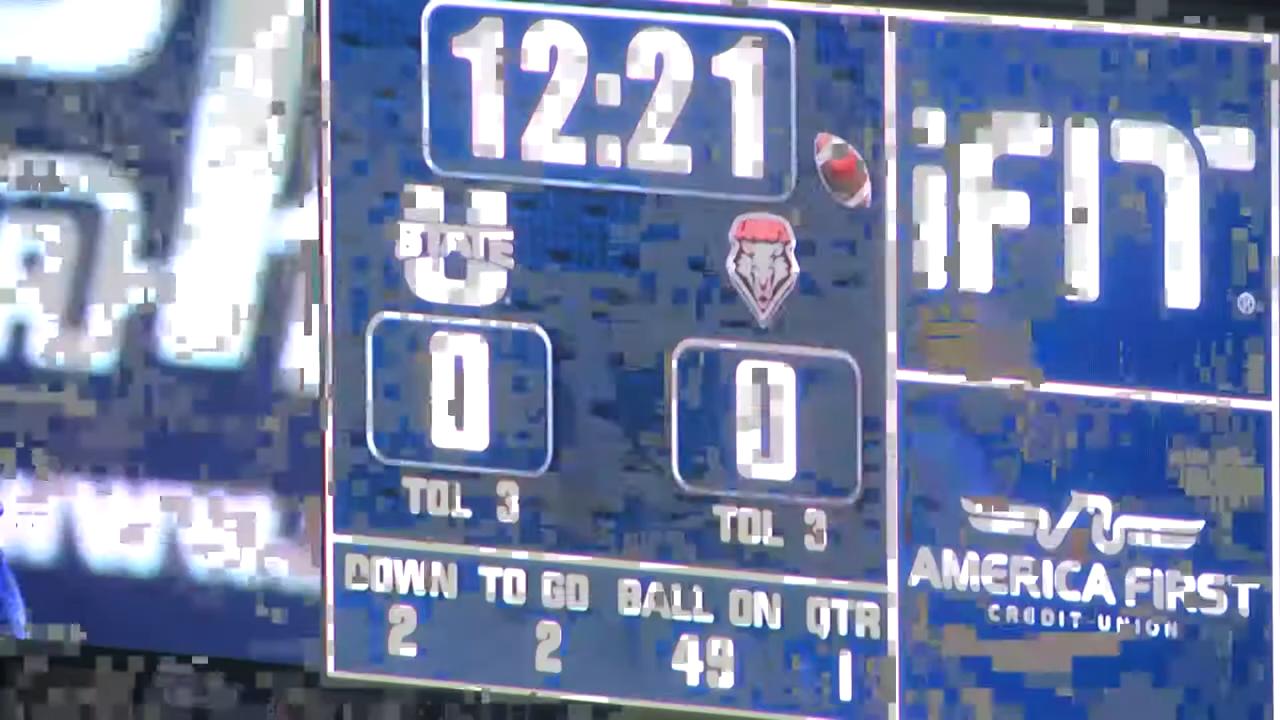 12:21
STATE
0 0
TOL 3
TOL 3
DOWN TO GO BALL ON QTR
2 2 49 1
iFIT
AMERICA FIRST
CREDIT UNION